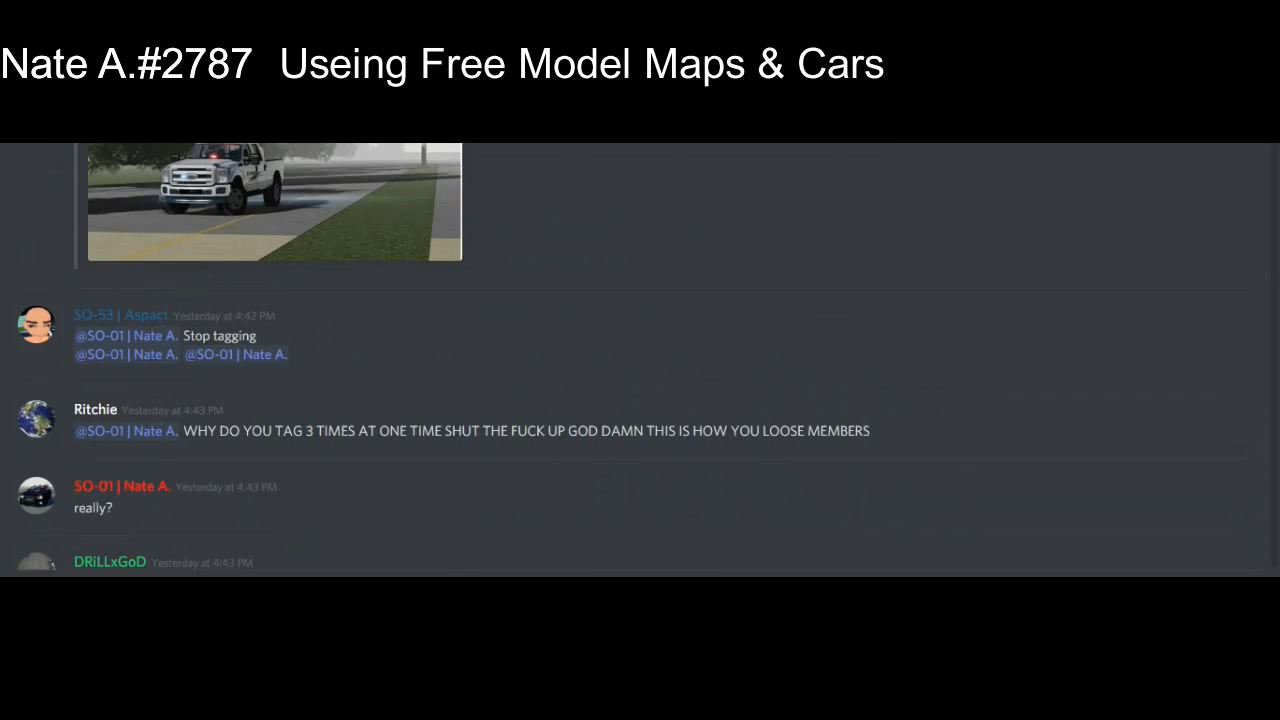 Nate A.#2787 Useing Free Model Maps & Cars
SO-53 | Aspact Yesterday at 4:42 PM
@SO-01 | Nate A. Stop tagging
@SO-01 | Nate A. @SO-01 | Nate A.
Ritchie Yesterday at 4:43 PM
@SO-01 | Nate A. WHY DO YOU TAG 3 TIMES AT ONE TIME SHUT THE FUCK UP GOD DAMN THIS IS HOW YOU LOOSE MEMBERS
SO-01 | Nate A. Yesterday at 4:43 PM
really?
DRiLLxGoD Yesterday at 4:43 PM